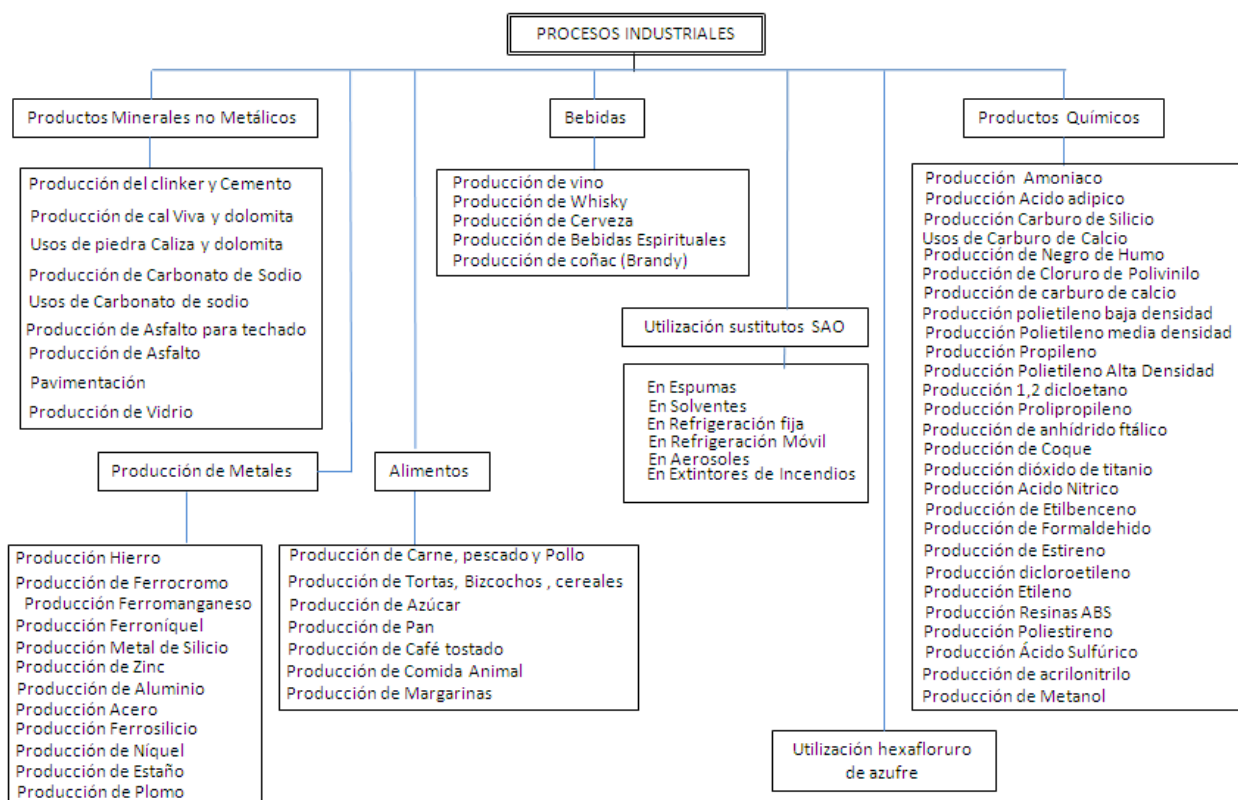 PROCESOS INDUSTRIALES
Productos Minerales no Metálicos
Producción del clinker y Cemento
Producción de cal Viva y dolomita
Usos de piedra Caliza y dolomita
Producción de Carbonato de Sodio
Usos de Carbonato de sodio
Producción de Asfalto para techado
Producción de Asfalto
Pavimentación
Producción de Vidrio
Producción de Metales
Producción Hierro
Producción de Ferrocromo
Producción Ferromanganeso
Producción Ferroníquel
Producción Metal de Silicio
Producción de Zinc
Producción de Aluminio
Producción Acero
Producción Ferrosilicio
Producción de Níquel
Producción de Estaño
Producción de Plomo
Bebidas
Producción de vino
Producción de Whisky
Producción de Cerveza
Producción de Bebidas Espirituales
Producción de coñac (Brandy)
Alimentos
Producción de Carne, pescado y Pollo
Producción de Tortas, Bizcochos , cereales
Producción de Azúcar
Producción de Pan
Producción de Café tostado
Producción de Comida Animal
Producción de Margarinas
Utilización sustitutos SAO
En Espumas
En Solventes
En Refrigeración fija
En Refrigeración Móvil
En Aerosoles
En Extintores de Incendios
Utilización hexafloruro
de azufre
Productos Químicos
Producción Amoniaco
Producción Acido adipico
Producción Carburo de Silicio
Usos de Carburo de Calcio
Producción de Negro de Humo
Producción de Cloruro de Polivinilo
Producción de carburo de calcio
Producción polietileno baja densidad
Producción Polietileno media densidad
Producción Propileno
Producción Polietileno Alta Densidad
Producción 1,2 dicloetano
Producción Prolipropileno
Producción de anhídrido ftálico
Producción de Coque
Producción dióxido de titanio
Producción Acido Nitrico
Producción de Etilbenceno
Producción de Formaldehido
Producción de Estireno
Producción dicloroetileno
Producción Etileno
Producción Resinas ABS
Producción Poliestireno
Producción Ácido Sulfúrico
Producción de acrilonitrilo
Producción de Metanol